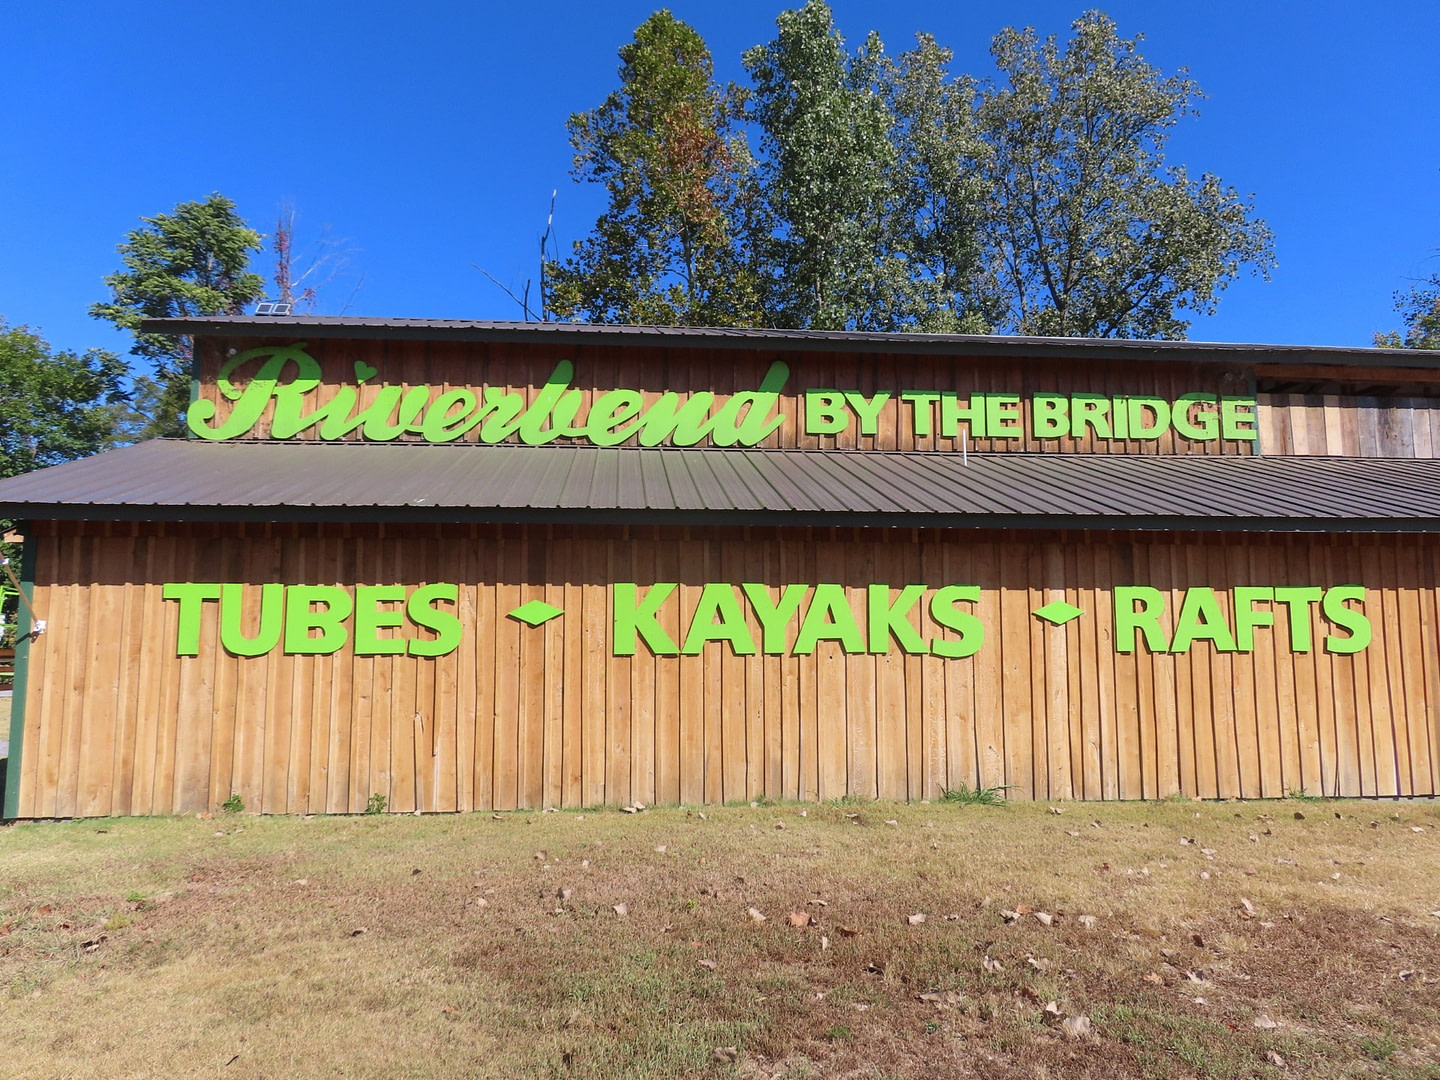 Riverbend BY THE BRIDGE
TUBES ♦ KAYAKS ♦ RAFTS